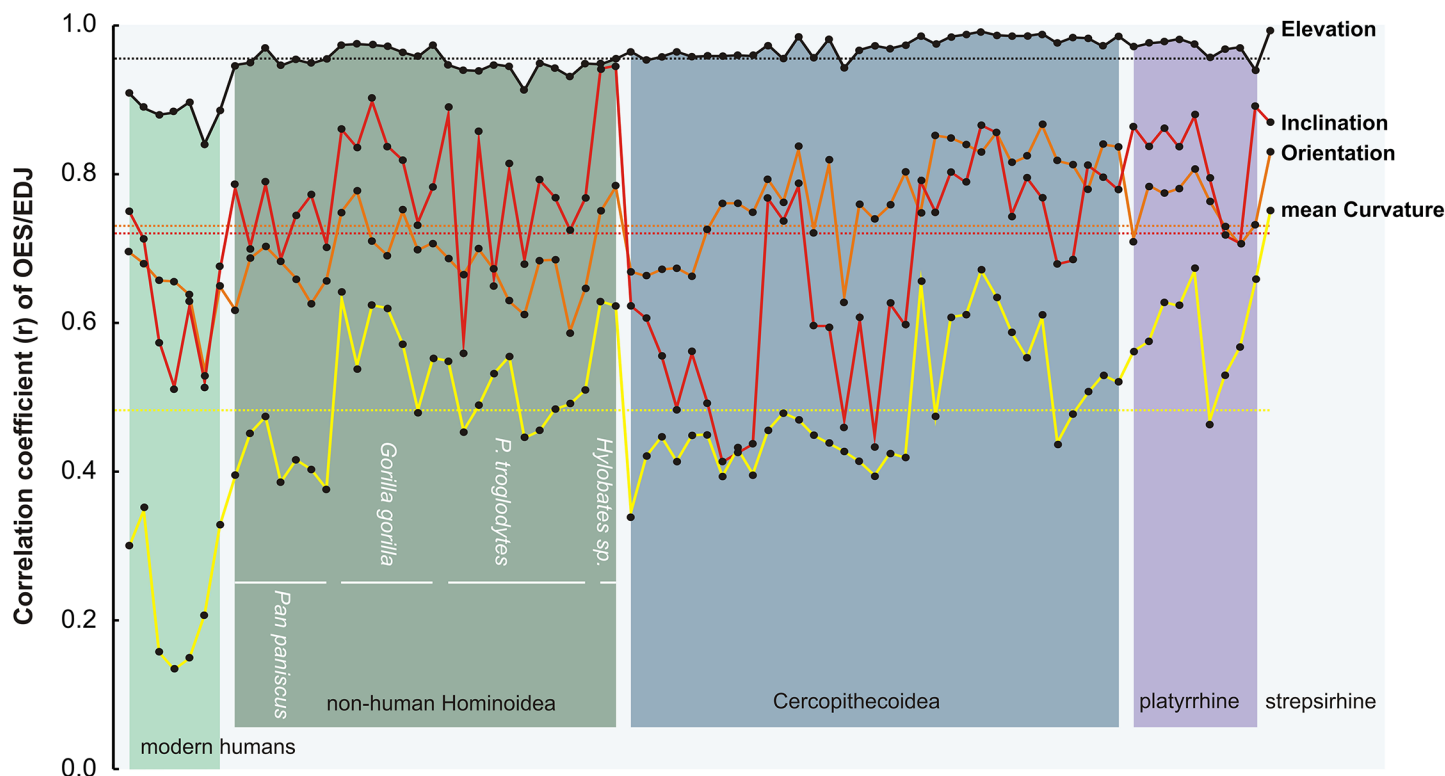 Correlation coefficient (r) of OES/EDJ
1.0
0.8
0.6
0.4
0.2
0.0
Elevation
Inclination
Orientation
mean Curvature
Gorilla gorilla
P. troglodytes
Hylobates sp.
Pan paniscus
non-human Hominoidea
Cercopithecoidea
platyrrhine
strepsirhine
modern humans